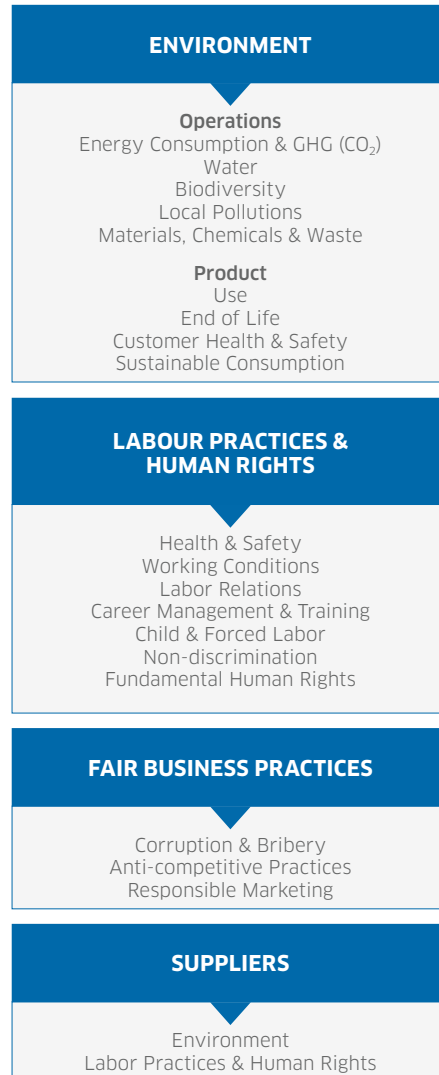 ENVIRONMENT
Operations
Energy Consumption & GHG (CO₂)
Water
Biodiversity
Local Pollutions
Materials, Chemicals & Waste
Product
Use
End of Life
Customer Health & Safety
Sustainable Consumption
LABOUR PRACTICES &
HUMAN RIGHTS
Health & Safety
Working Conditions
Labor Relations
Career Management & Training
Child & Forced Labor
Non-discrimination
Fundamental Human Rights
FAIR BUSINESS PRACTICES
Corruption & Bribery
Anti-competitive Practices
Responsible Marketing
SUPPLIERS
Environment
Labor Practices & Human Rights